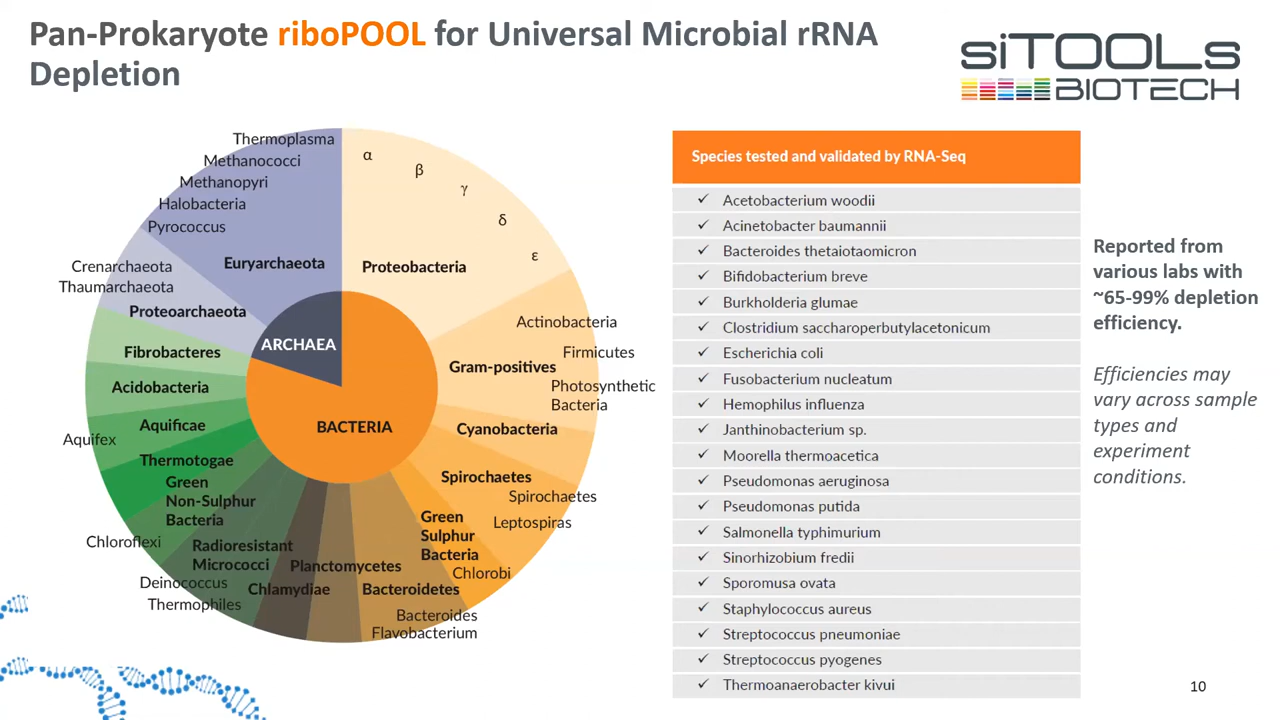 Pan-Prokaryote riboPOOL for Universal Microbial rRNA
Depletion
siTOOLs
BIOTECH
Thermoplasma
Methanococci
Methanopyri
Halobacteria
Pyrococcus
Euryarchaeota
Crenarchaeota
Thaumarchaeota
Proteoarchaeota
ARCHAEA
Fibrobacteres
Acidobacteria
Aquificae
Aquifex
Thermotogae
Green
Non-Sulphur
Bacteria
Chloroflexi
Radioresistant
Micrococci
Deinococcus
Thermophiles
Chlamydiae
Planctomycetes
Bacteroidetes
Bacteroides
Flavobacterium
Green
Sulphur
Bacteria
Chlorobi
Spirochaetes
Spirochaetes
Leptospiras
Cyanobacteria
Gram-positives
Actinobacteria
Firmicutes
Photosynthetic
Bacteria
Proteobacteria
α
β
γ
δ
ε
BACTERIA
Species tested and validated by RNA-Seq
✓ Acetobacterium woodii
✓ Acinetobacter baumannii
✓ Bacteroides thetaiotaomicron
✓ Bifidobacterium breve
✓ Burkholderia glumae
✓ Clostridium saccharoperbutylacetonicum
✓ Escherichia coli
✓ Fusobacterium nucleatum
✓ Hemophilus influenza
✓ Janthinobacterium sp.
✓ Moorella thermoacetica
✓ Pseudomonas aeruginosa
✓ Pseudomonas putida
✓ Salmonella typhimurium
✓ Sinorhizobium fredii
✓ Sporomusa ovata
✓ Staphylococcus aureus
✓ Streptococcus pneumoniae
✓ Streptococcus pyogenes
✓ Thermoanaerobacter kivui
Reported from
various labs with
~65-99% depletion
efficiency.
Efficiencies may
vary across sample
types and
experiment
conditions.
10